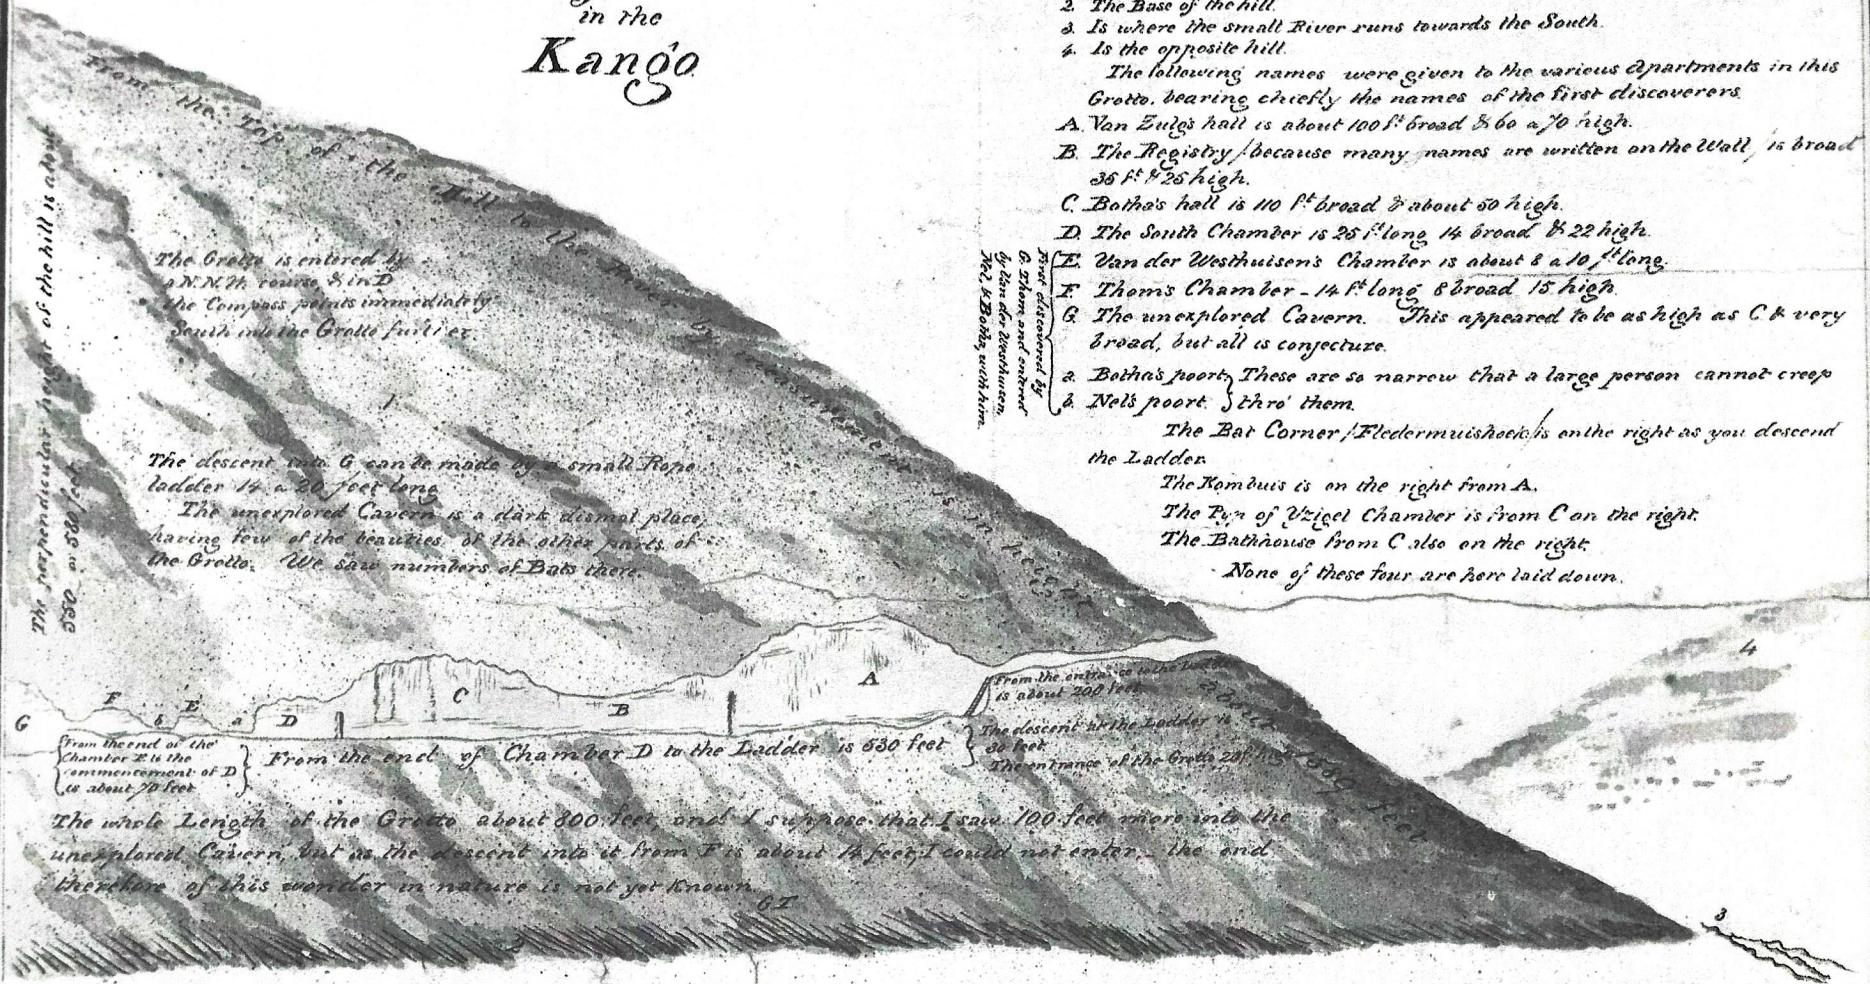 in the
Kango
2. The Base of the hill.
3. Is where the small River runs towards the South.
4. Is the opposite hill.
The following names were given to the various Apartments in this
Grotto, bearing chiefly the names of the first discoverers.
A. Van Zulgs hall is about 100 ft broad & 60 a 70 high.
B. The Registry / because many names are written on the Wall / is broad
36 ft & 25 high.
C. Botha's hall is 110 ft broad & about 50 high.
D. The South Chamber is 25 ft long 14 broad & 22 high.
E. Van der Westhuisen's Chamber is about 8 a 10 ft long.
F. Thom's Chamber - 14 ft long 8 broad 15 high.
G. The unexplored Cavern. This appeared to be as high as C & very
broad, but all is conjecture.
First discovered by
G. Thom and entered
by Van der Westhuisen
Nel, & Botha, with him.
a. Botha's poort } These are so narrow that a large person cannot creep
b. Nel's poort. } thro' them.
The Bat Corner / Fledermuishoek / is on the right as you descend
the Ladder.
The Kombuis is on the right from A.
The of Chamber is from C on the right.
The Bathhouse from C also on the right.
None of these four are here laid down.
From the Top of the Hill to the River by measurement is in height about 589 feet
The perpendicular height of the hill is about
550 or 580 feet
The Grotto is entered by
a N.N.W. course, & in D
the Compass points immediately
South into the Grotto further
1
The descent into G can be made by a small Rope
ladder 14 a 20 feet long
The unexplored Cavern is a dark dismal place,
having few of the beauties of the other parts of
the Grotto. We saw numbers of Bats there.
4
From the entrance to the Ladder
is about 200 feet
G F b E a D C B A
From the end of the
Chamber E to the
commencement of D
is about 70 feet
From the end of Chamber D to the Ladder is 530 feet
The descent at the Ladder is
30 feet.
The entrance of the Grotto 20 ft high
The whole Length of the Grotto about 800 feet, and I suppose that I saw 100 feet more into the
unexplored Cavern, but as the descent into it from F is about 14 feet, I could not enter, - the end
therefore of this wonder in nature is not yet known.
GT
2
3